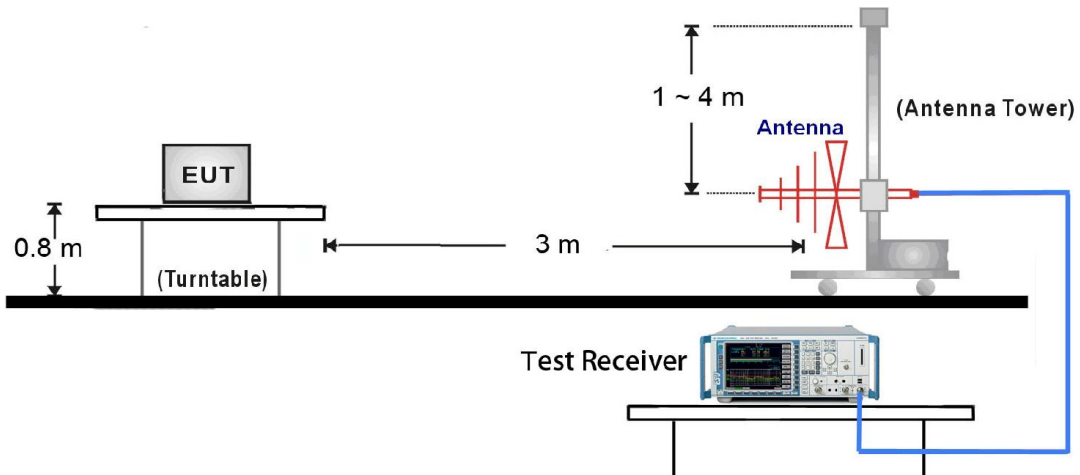 1 ~ 4 m
(Antenna Tower)
Antenna
EUT
0.8 m
3 m
(Turntable)
Test Receiver